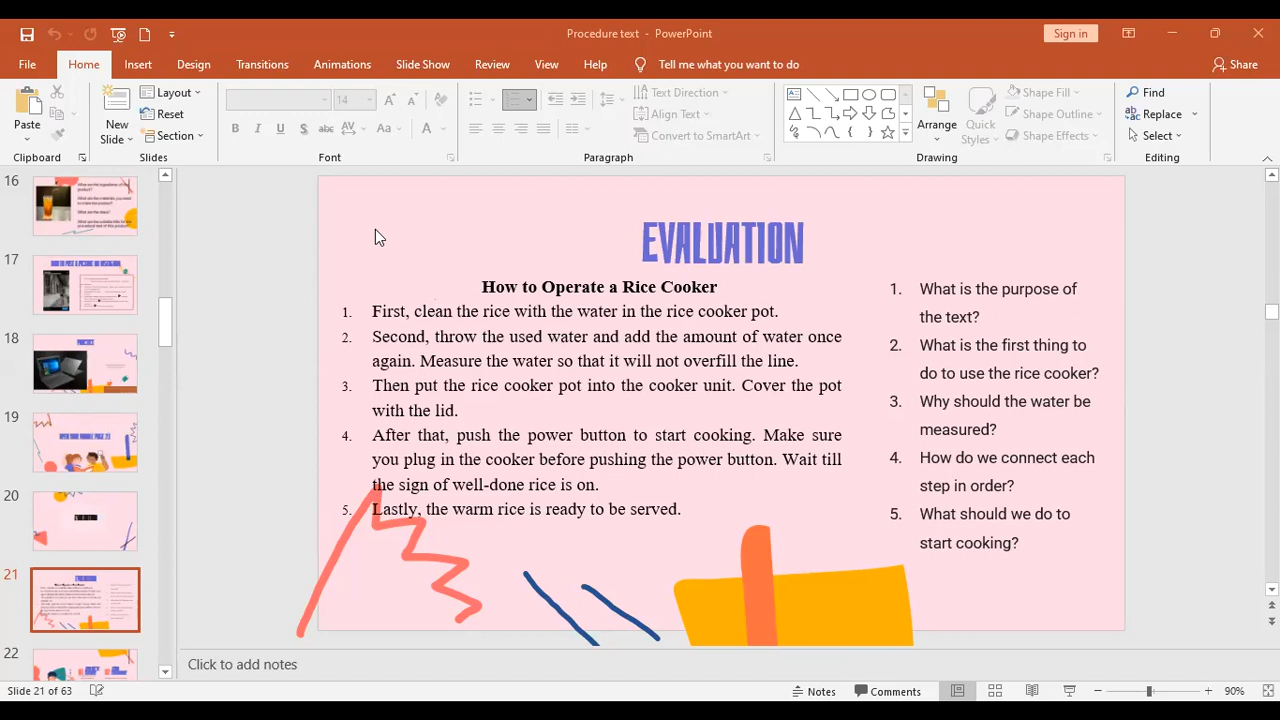 Procedure text - PowerPoint
Sign in
File Home Insert Design Transitions Animations Slide Show Review View Help Tell me what you want to do Share
Paste
Clipboard
New Slide
Layout
Reset
Section
Slides
14
B I U S abc AV Aa A
Font
Text Direction
Align Text
Convert to SmartArt
Paragraph
Arrange
Quick Styles
Shape Fill
Shape Outline
Shape Effects
Drawing
Find
Replace
Select
Editing
16
17
18
PRACTICE
19
20
21
22
EVALUATION
How to Operate a Rice Cooker
1. First, clean the rice with the water in the rice cooker pot.
2. Second, throw the used water and add the amount of water once
again. Measure the water so that it will not overfill the line.
3. Then put the rice cooker pot into the cooker unit. Cover the pot
with the lid.
4. After that, push the power button to start cooking. Make sure
you plug in the cooker before pushing the power button. Wait till
the sign of well-done rice is on.
5. Lastly, the warm rice is ready to be served.
1. What is the purpose of
the text?
2. What is the first thing to
do to use the rice cooker?
3. Why should the water be
measured?
4. How do we connect each
step in order?
5. What should we do to
start cooking?
Click to add notes
Slide 21 of 63
Notes
Comments
90%